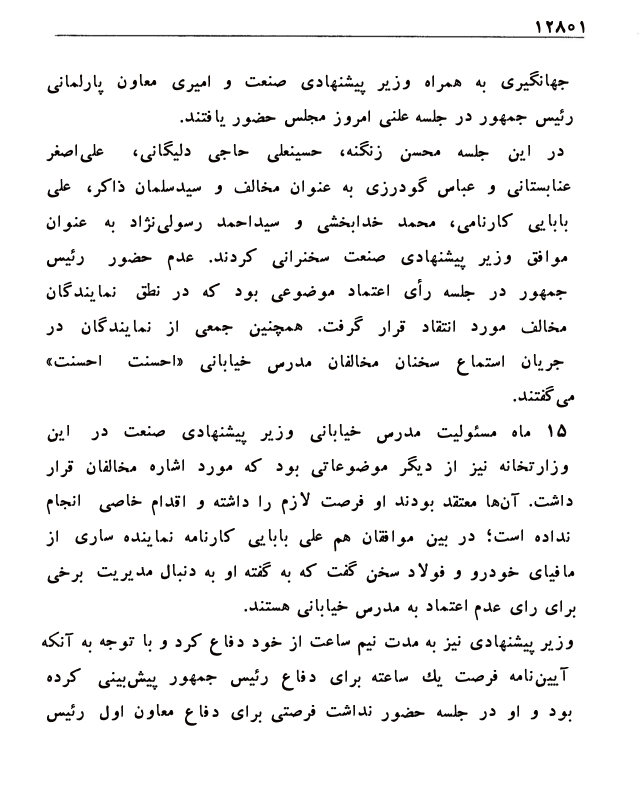 ۱۲۸۰۱
جهانگیری به همراه وزیر پیشنهادی صنعت و امیری معاون پارلمانی
رئیس جمهور در جلسه علنی امروز مجلس حضور یافتند.
در این جلسه محسن زنگنه، حسینعلی حاجی دلیگانی، علی‌اصغر
عنابستانی و عباس گودرزی به عنوان مخالف و سیدسلمان ذاکر، علی
بابایی کارنامی، محمد خدابخشی و سیداحمد رسولی‌نژاد به عنوان
موافق وزیر پیشنهادی صنعت سخنرانی کردند. عدم حضور رئیس
جمهور در جلسه رأی اعتماد موضوعی بود که در نطق نمایندگان
مخالف مورد انتقاد قرار گرفت. همچنین جمعی از نمایندگان در
جریان استماع سخنان مخالفان مدرس خیابانی «احسنت احسنت»
می‌گفتند.
۱۵ ماه مسئولیت مدرس خیابانی وزیر پیشنهادی صنعت در این
وزارتخانه نیز از دیگر موضوعاتی بود که مورد اشاره مخالفان قرار
داشت. آن‌ها معتقد بودند او فرصت لازم را داشته و اقدام خاصی انجام
نداده است؛ در بین موافقان هم علی بابایی کارنامه نماینده ساری از
مافیای خودرو و فولاد سخن گفت که به گفته او به دنبال مدیریت برخی
برای رای عدم اعتماد به مدرس خیابانی هستند.
وزیر پیشنهادی نیز به مدت نیم ساعت از خود دفاع کرد و با توجه به آنکه
آیین‌نامه فرصت یك ساعته برای دفاع رئیس جمهور پیش‌بینی کرده
بود و او در جلسه حضور نداشت فرصتی برای دفاع معاون اول رئیس